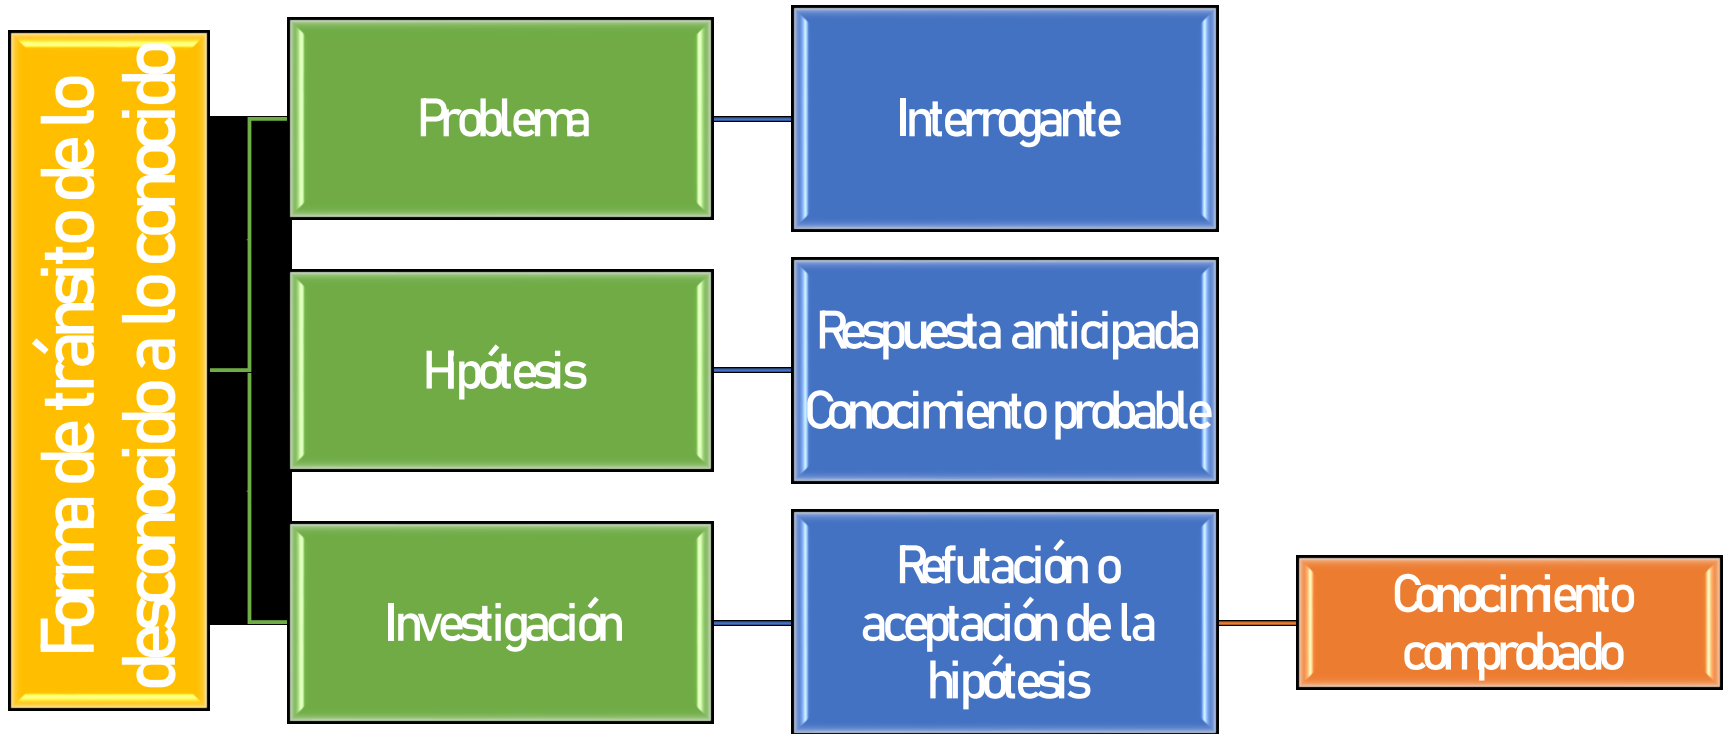 Forma de tránsito de lo
desconocido a lo conocido
Problema
Interrogante
Hipótesis
Respuesta anticipada
Conocimiento probable
Investigación
Refutación o
aceptación de la
hipótesis
Conocimiento
comprobado